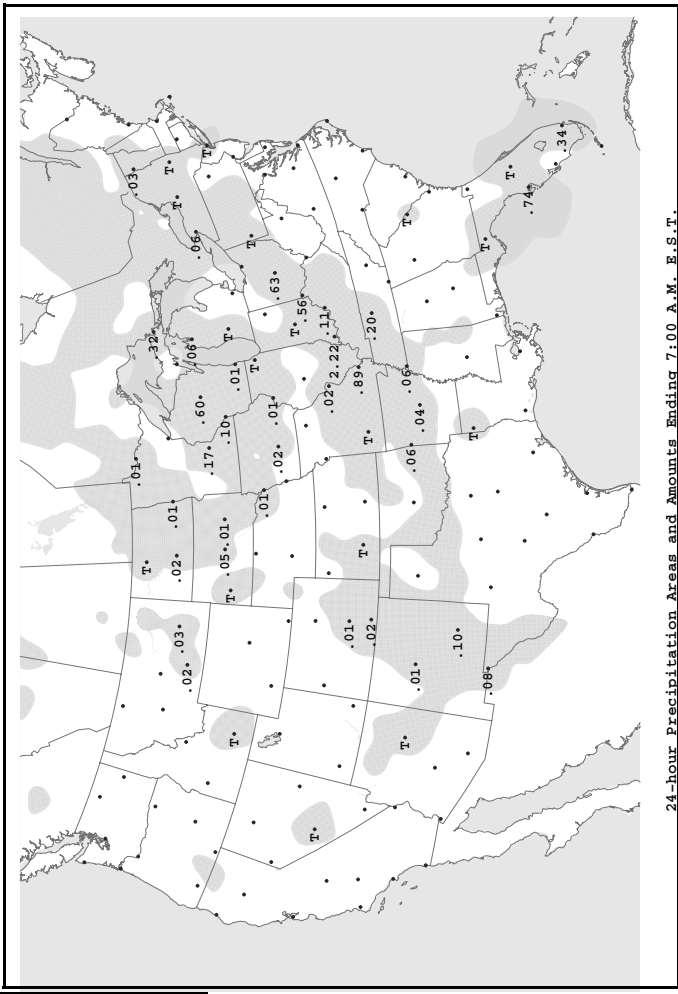 .03
.01
T
.32
T
.01
.02
T
.03
.02
.06
.06
.60
T
.17
.05
.01
.10
T
T
T
.01
T
T
.01
.01
.63
.02
T
.56
T
.11
.02
2.22
.01
.89
T
T
.02
.20
T
.06
T
.06
.01
.04
.10
T
T
.08
T
.74
.34
24-hour Precipitation Areas and Amounts Ending 7:00 A.M. E.S.T.